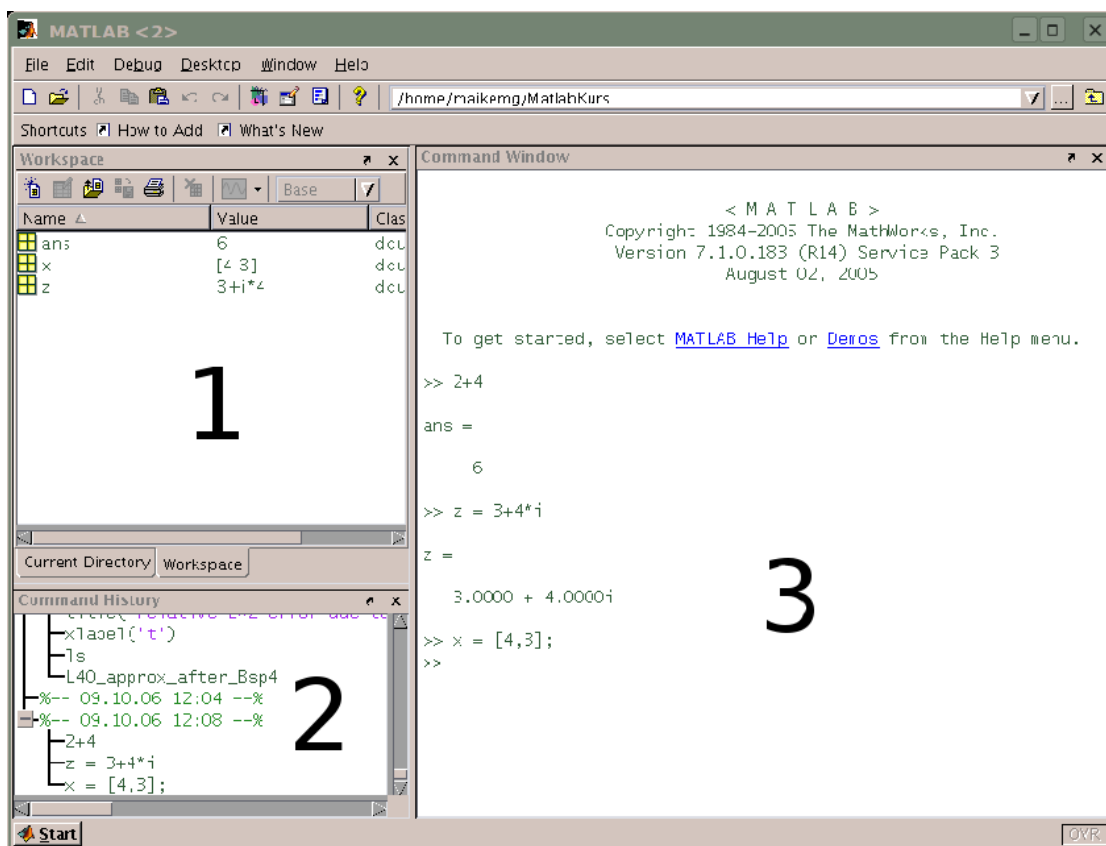 MATLAB <2>
File Edit Debug Desktop Window Help
/home/maikemg/MatlabKurs
...
Shortcuts How to Add What's New
Workspace
Base
Name Value Clas
ans 6 dou
x [4 3] dou
z 3+i*4 dou
1
Current Directory Workspace
Command History
xlabel('t')
ls
L40_approx_after_Bsp4
%-- 09.10.06 12:04 --%
%-- 09.10.06 12:08 --%
2+4
z = 3+4*i
x = [4,3];
2
Command Window
< M A T L A B >
Copyright 1984-2005 The MathWorks, Inc.
Version 7.1.0.183 (R14) Service Pack 3
August 02, 2005
To get started, select MATLAB Help or Demos from the Help menu.
>> 2+4
ans =
6
>> z = 3+4*i
z =
3.0000 + 4.0000i
>> x = [4,3];
>>
3
Start
OVR